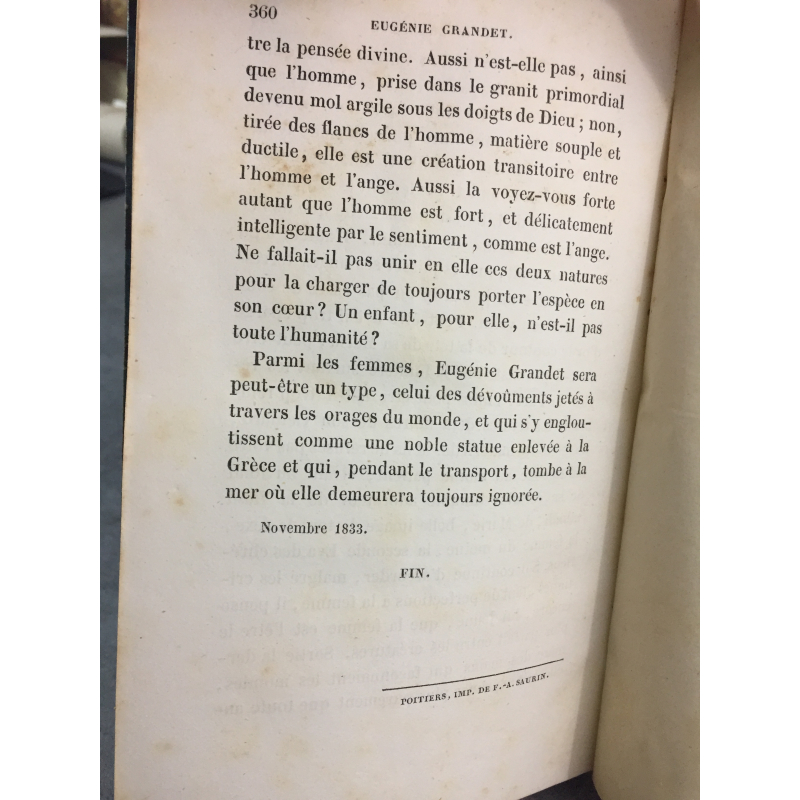 360
EUGÉNIE GRANDET.
tre la pensée divine. Aussi n'est-elle pas, ainsi
que l'homme, prise dans le granit primordial
devenu mol argile sous les doigts de Dieu ; non,
tirée des flancs de l'homme, matière souple et
ductile, elle est une création transitoire entre
l'homme et l'ange. Aussi la voyez-vous forte
autant que l'homme est fort, et délicatement
intelligente par le sentiment, comme est l'ange.
Ne fallait-il pas unir en elle ces deux natures
pour la charger de toujours porter l'espèce en
son cœur? Un enfant, pour elle, n'est-il pas
toute l'humanité?
Parmi les femmes, Eugénie Grandet sera
peut-être un type, celui des dévoûments jetés à
travers les orages du monde, et qui s'y englou-
tissent comme une noble statue enlevée à la
Grèce et qui, pendant le transport, tombe à la
mer où elle demeurera toujours ignorée.
Novembre 1833.
FIN.
POITIERS, IMP. DE F.-A. SAURIN.